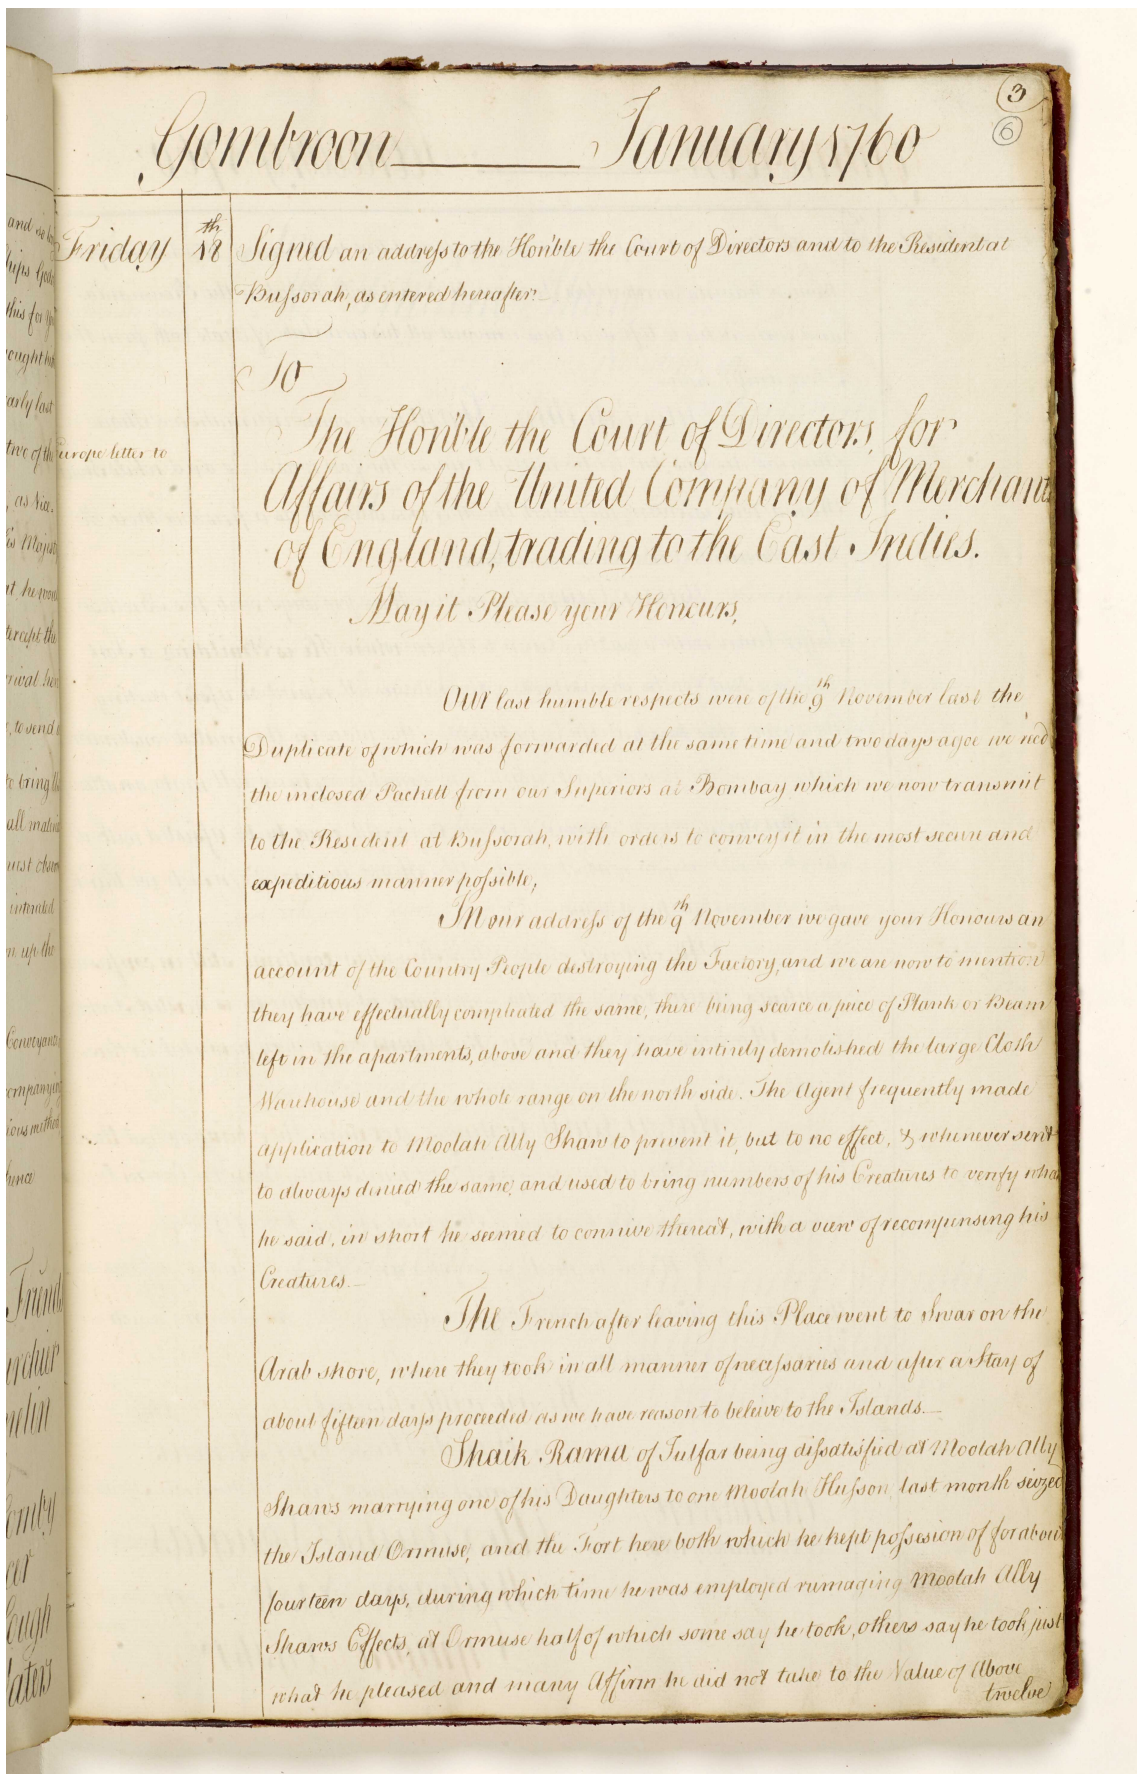 3
6
Gombroon January 1760
Friday 18th Signed an address to the Hon'ble the Court of Directors and to the Resident at
Bussorah, as entered hereafter.
To
The Hon'ble the Court of Directors, for
Europe letter to
Affairs of the United Company of Merchants
of England, trading to the East Indies.
May it Please your Honours,
Our last humble respects were of the 9th November last the
Duplicate of which was forwarded at the same time and two days agoe we rec'd
the inclosed Packett from our Superiors at Bombay which we now transmit
to the Resident at Bussorah, with orders to convey it in the most secure and
expeditious manner possible,
In our address of the 9th November we gave your Honours an
account of the Country People destroying the Factory, and we are now to mention
they have effectually compleated the same, there being scarce a piece of Plank or Beam
left in the apartments, above and they have intirely demolished the large Cloth
Warehouse and the whole range on the north side. The Agent frequently made
application to Moolah Ally Shaw to prevent it, but to no effect, & whenever sent
to always denied the same, and used to bring numbers of his Creatures to verify what
he said, in short he seemed to connive thereat, with a view of recompensing his
Creatures.
The French after leaving this Place went to Swar on the
Arab shore, where they took in all manner of necessaries and after a Stay of
about fifteen days proceeded as we have reason to beleive to the Islands.
Shaik Rama of Julfar being dissatisfied at Moolah Ally
Shaws marrying one of his Daughters to one Moolah Husson, last month seized
the Island Ormuse, and the Fort here both which he kept possesion of for about
fourteen days, during which time he was employed rumaging Moolah Ally
Shaws Effects, at Ormuse half of which some say he took, others say he took just
what he pleased and many Affirm he did not take to the Value of Above
twelve